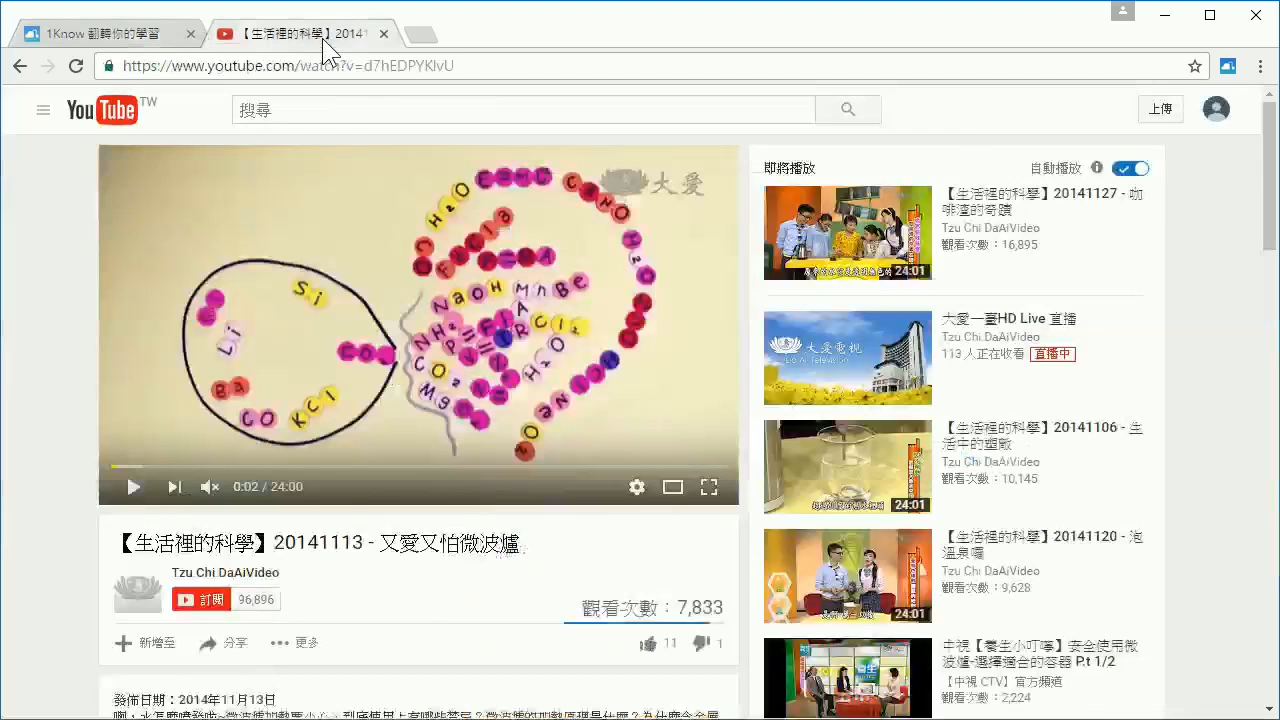 1Know 翻轉你的學習
【生活裡的科學】2014
https://www.youtube.com/watch?v=d7hEDPYKlvU
YouTube TW
搜尋
上傳
大愛
Si
Li
Ba
CO
KCl
H2O
NaOH
MnBe
H2O
0:02 / 24:00
【生活裡的科學】20141113 - 又愛又怕微波爐
Tzu Chi DaAiVideo
訂閱 96,896
觀看次數：7,833
新增至 分享 更多 11 1
發佈日期：2014年11月13日
即將播放 自動播放
24:01
【生活裡的科學】20141127 - 咖
啡渣的奇蹟
Tzu Chi DaAiVideo
觀看次數：16,895
大愛電視
大愛一臺HD Live 直播
Tzu Chi DaAiVideo
113 人正在收看 直播中
24:01
【生活裡的科學】20141106 - 生
活中的塑膠
Tzu Chi DaAiVideo
觀看次數：10,145
24:01
【生活裡的科學】20141120 - 泡
溫泉囉
Tzu Chi DaAiVideo
觀看次數：9,628
中視【養生小叮嚀】安全使用微
波爐-選擇適合的容器 P.t 1/2
【中視 CTV】官方頻道
觀看次數：2,224